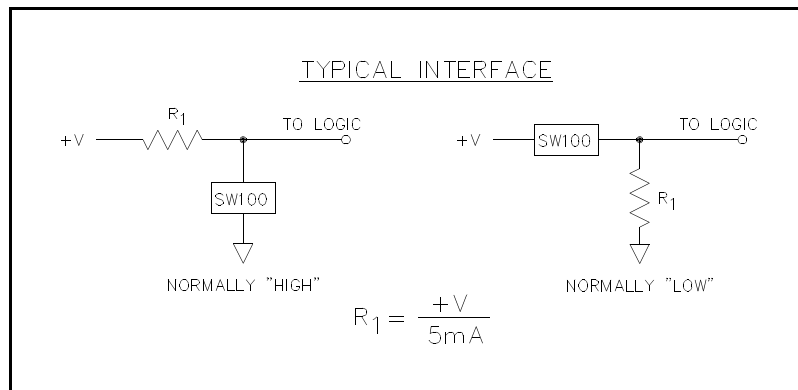 TYPICAL INTERFACE
R1
+V
TO LOGIC
SW100
NORMALLY "HIGH"
+V
SW100
TO LOGIC
R1
NORMALLY "LOW"
R1 = +V / 5mA